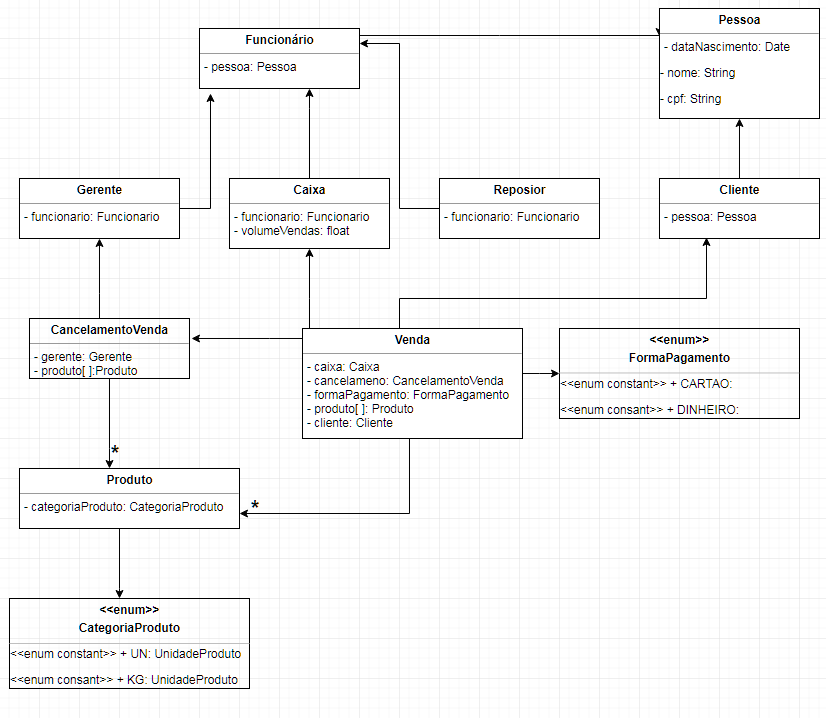 Funcionário
- pessoa: Pessoa
Pessoa
- dataNascimento: Date
- nome: String
- cpf: String
Gerente
- funcionario: Funcionario
Caixa
- funcionario: Funcionario
- volumeVendas: float
Reposior
- funcionario: Funcionario
Cliente
- pessoa: Pessoa
CancelamentoVenda
- gerente: Gerente
- produto[ ]:Produto
Venda
- caixa: Caixa
- cancelameno: CancelamentoVenda
- formaPagamento: FormaPagamento
- produto[ ]: Produto
- cliente: Cliente
<<enum>>
FormaPagamento
<<enum constant>> + CARTAO:
<<enum consant>> + DINHEIRO:
*
Produto
- categoriaProduto: CategoriaProduto
*
<<enum>>
CategoriaProduto
<<enum constant>> + UN: UnidadeProduto
<<enum consant>> + KG: UnidadeProduto